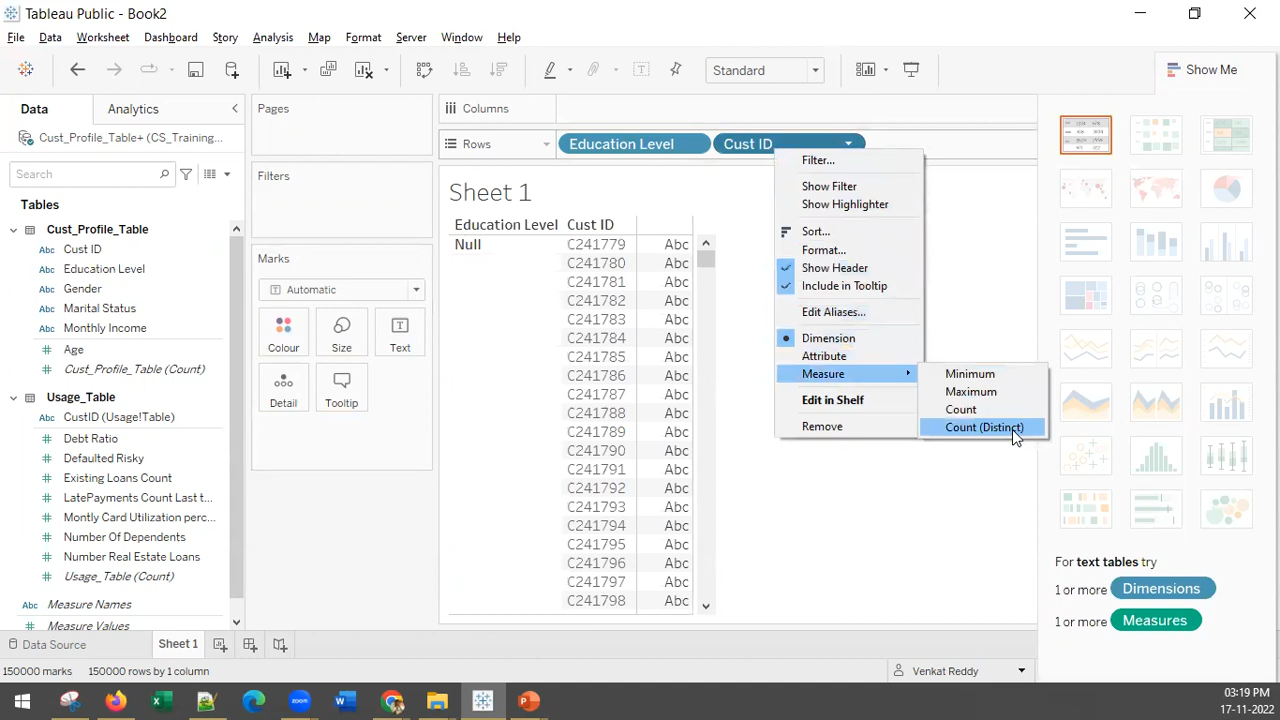 Tableau Public - Book2
File Data Worksheet Dashboard Story Analysis Map Format Server Window Help
Standard
Show Me
Data Analytics
Cust_Profile_Table+ (CS_Training...
Search
Tables
Cust_Profile_Table
Abc Cust ID
Abc Education Level
Abc Gender
Abc Marital Status
Abc Monthly Income
# Age
# Cust_Profile_Table (Count)
Usage_Table
Abc CustID (Usage!Table)
# Debt Ratio
# Defaulted Risky
# Existing Loans Count
# LatePayments Count Last t...
# Montly Card Utilization perc...
# Number Of Dependents
# Number Real Estate Loans
# Usage_Table (Count)
Abc Measure Names
# Measure Values
Pages
Filters
Marks
Automatic
Colour Size Text
Detail Tooltip
Columns
Rows Education Level Cust ID
Sheet 1
Education Level Cust ID
Null C241779 Abc
C241780 Abc
C241781 Abc
C241782 Abc
C241783 Abc
C241784 Abc
C241785 Abc
C241786 Abc
C241787 Abc
C241788 Abc
C241789 Abc
C241790 Abc
C241791 Abc
C241792 Abc
C241793 Abc
C241794 Abc
C241795 Abc
C241796 Abc
C241797 Abc
C241798 Abc
Filter...
Show Filter
Show Highlighter
Sort...
Format...
Show Header
Include in Tooltip
Edit Aliases...
Dimension
Attribute
Measure
Edit in Shelf
Remove
Minimum
Maximum
Count
Count (Distinct)
For text tables try
1 or more Dimensions
1 or more Measures
Data Source Sheet 1
150000 marks 150000 rows by 1 column
Venkat Reddy
zoom
03:19 PM
17-11-2022